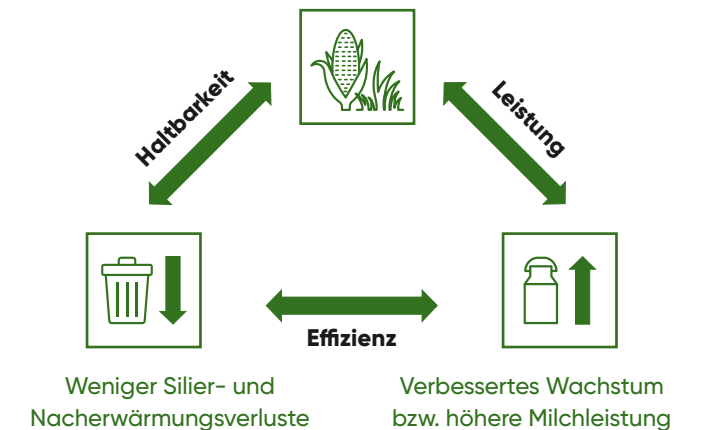 Haltbarkeit
Leistung
Effizienz
Weniger Silier- und
Nacherwärmungsverluste
Verbessertes Wachstum
bzw. höhere Milchleistung